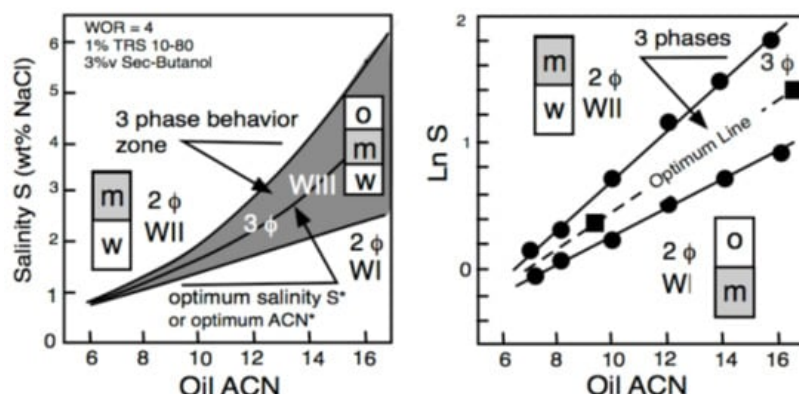 WOR = 4
1% TRS 10-80
3%v Sec-Butanol
3 phase behavior
zone
o
m
w
WIII
3 ϕ
m
w
2 ϕ
WII
2 ϕ
WI
optimum salinity S*
or optimum ACN*
Salinity S (wt% NaCl)
6
5
4
3
2
1
0
6
8
10
12
14
16
Oil ACN
3 phases
3 ϕ
m
w
2 ϕ
WII
Optimum Line
2 ϕ
WI
o
m
Ln S
2
1
0
6
8
10
12
14
16
Oil ACN